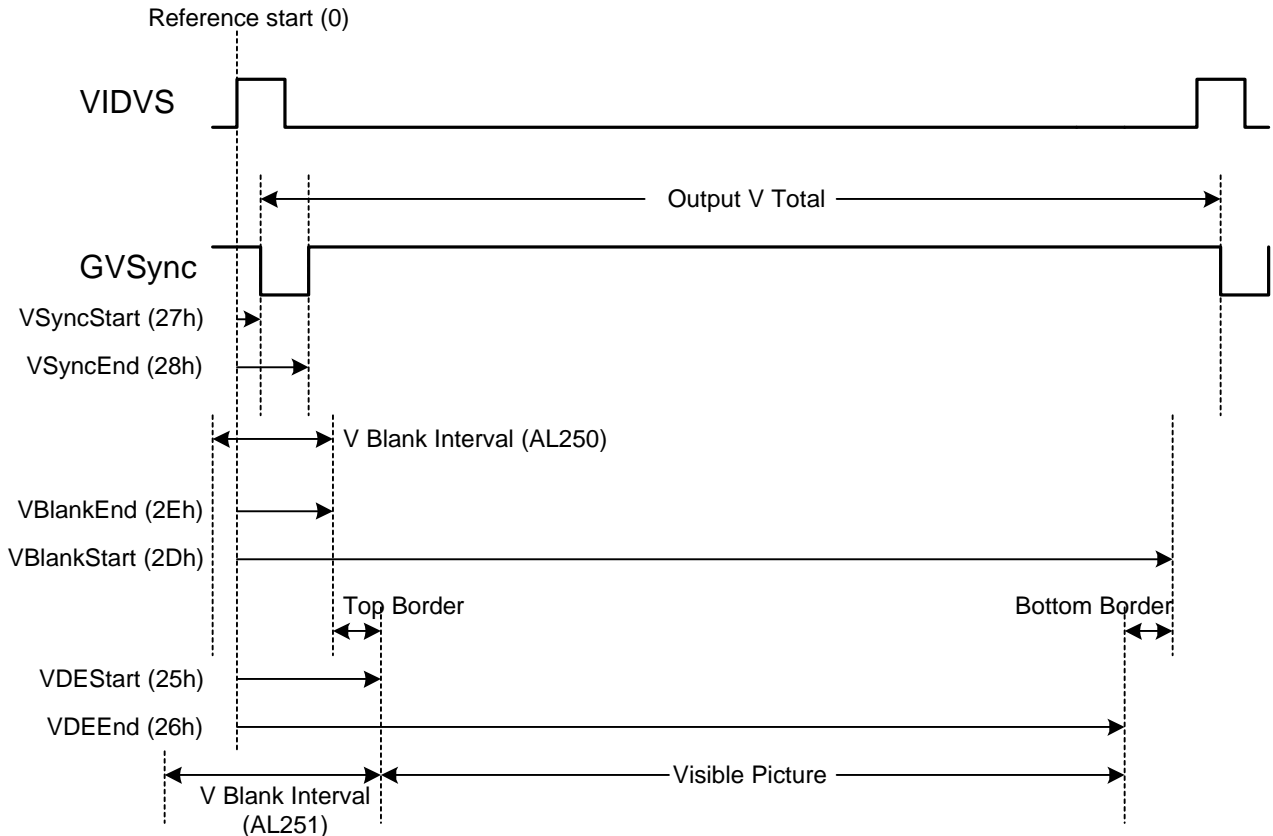 Reference start (0)
VIDVS
Output V Total
GVSync
VSyncStart (27h)
VSyncEnd (28h)
V Blank Interval (AL250)
VBlankEnd (2Eh)
VBlankStart (2Dh)
Top Border
Bottom Border
VDEStart (25h)
VDEEnd (26h)
Visible Picture
V Blank Interval
(AL251)